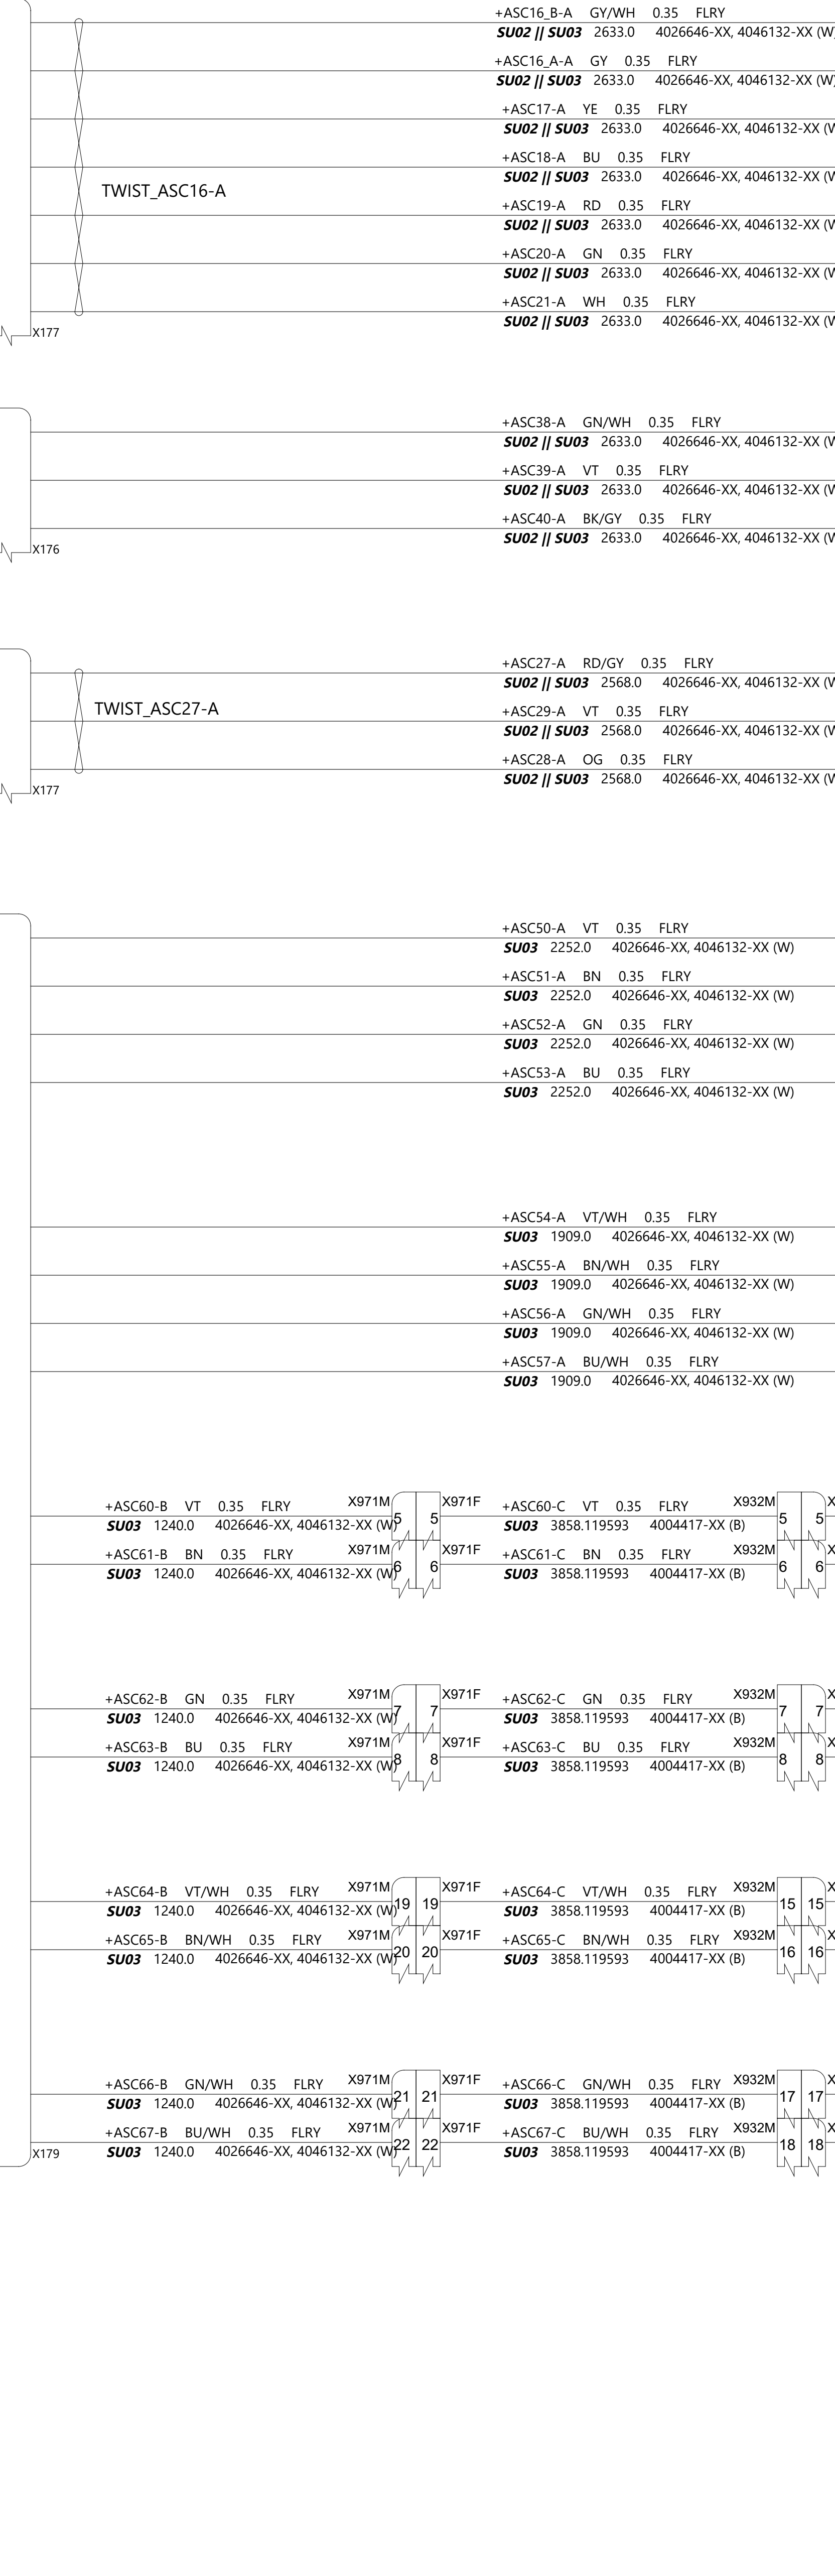 +ASC16_B-A GY/WH 0.35 FLRY
SU02 || SU03 2633.0 4026646-XX, 4046132-XX (W)
+ASC16_A-A GY 0.35 FLRY
SU02 || SU03 2633.0 4026646-XX, 4046132-XX (W)
+ASC17-A YE 0.35 FLRY
SU02 || SU03 2633.0 4026646-XX, 4046132-XX (W
+ASC18-A BU 0.35 FLRY
SU02 || SU03 2633.0 4026646-XX, 4046132-XX (W
TWIST_ASC16-A
+ASC19-A RD 0.35 FLRY
SU02 || SU03 2633.0 4026646-XX, 4046132-XX (W
+ASC20-A GN 0.35 FLRY
SU02 || SU03 2633.0 4026646-XX, 4046132-XX (W
+ASC21-A WH 0.35 FLRY
SU02 || SU03 2633.0 4026646-XX, 4046132-XX (W
X177
+ASC38-A GN/WH 0.35 FLRY
SU02 || SU03 2633.0 4026646-XX, 4046132-XX (W
+ASC39-A VT 0.35 FLRY
SU02 || SU03 2633.0 4026646-XX, 4046132-XX (W
+ASC40-A BK/GY 0.35 FLRY
SU02 || SU03 2633.0 4026646-XX, 4046132-XX (W
X176
+ASC27-A RD/GY 0.35 FLRY
SU02 || SU03 2568.0 4026646-XX, 4046132-XX (W
TWIST_ASC27-A
+ASC29-A VT 0.35 FLRY
SU02 || SU03 2568.0 4026646-XX, 4046132-XX (W
+ASC28-A OG 0.35 FLRY
SU02 || SU03 2568.0 4026646-XX, 4046132-XX (W
X177
+ASC50-A VT 0.35 FLRY
SU03 2252.0 4026646-XX, 4046132-XX (W)
+ASC51-A BN 0.35 FLRY
SU03 2252.0 4026646-XX, 4046132-XX (W)
+ASC52-A GN 0.35 FLRY
SU03 2252.0 4026646-XX, 4046132-XX (W)
+ASC53-A BU 0.35 FLRY
SU03 2252.0 4026646-XX, 4046132-XX (W)
+ASC54-A VT/WH 0.35 FLRY
SU03 1909.0 4026646-XX, 4046132-XX (W)
+ASC55-A BN/WH 0.35 FLRY
SU03 1909.0 4026646-XX, 4046132-XX (W)
+ASC56-A GN/WH 0.35 FLRY
SU03 1909.0 4026646-XX, 4046132-XX (W)
+ASC57-A BU/WH 0.35 FLRY
SU03 1909.0 4026646-XX, 4046132-XX (W)
+ASC60-B VT 0.35 FLRY X971M X971F +ASC60-C VT 0.35 FLRY X932M X
SU03 1240.0 4026646-XX, 4046132-XX (W) 5 5 SU03 3858.119593 4004417-XX (B) 5 5
+ASC61-B BN 0.35 FLRY X971M X971F +ASC61-C BN 0.35 FLRY X932M X
SU03 1240.0 4026646-XX, 4046132-XX (W) 6 6 SU03 3858.119593 4004417-XX (B) 6 6
+ASC62-B GN 0.35 FLRY X971M X971F +ASC62-C GN 0.35 FLRY X932M X
SU03 1240.0 4026646-XX, 4046132-XX (W) 7 7 SU03 3858.119593 4004417-XX (B) 7 7
+ASC63-B BU 0.35 FLRY X971M X971F +ASC63-C BU 0.35 FLRY X932M X
SU03 1240.0 4026646-XX, 4046132-XX (W) 8 8 SU03 3858.119593 4004417-XX (B) 8 8
+ASC64-B VT/WH 0.35 FLRY X971M X971F +ASC64-C VT/WH 0.35 FLRY X932M X
SU03 1240.0 4026646-XX, 4046132-XX (W) 19 19 SU03 3858.119593 4004417-XX (B) 15 15
+ASC65-B BN/WH 0.35 FLRY X971M X971F +ASC65-C BN/WH 0.35 FLRY X932M X
SU03 1240.0 4026646-XX, 4046132-XX (W) 20 20 SU03 3858.119593 4004417-XX (B) 16 16
+ASC66-B GN/WH 0.35 FLRY X971M X971F +ASC66-C GN/WH 0.35 FLRY X932M X
SU03 1240.0 4026646-XX, 4046132-XX (W) 21 21 SU03 3858.119593 4004417-XX (B) 17 17
+ASC67-B BU/WH 0.35 FLRY X971M X971F +ASC67-C BU/WH 0.35 FLRY X932M X
X179 SU03 1240.0 4026646-XX, 4046132-XX (W) 22 22 SU03 3858.119593 4004417-XX (B) 18 18